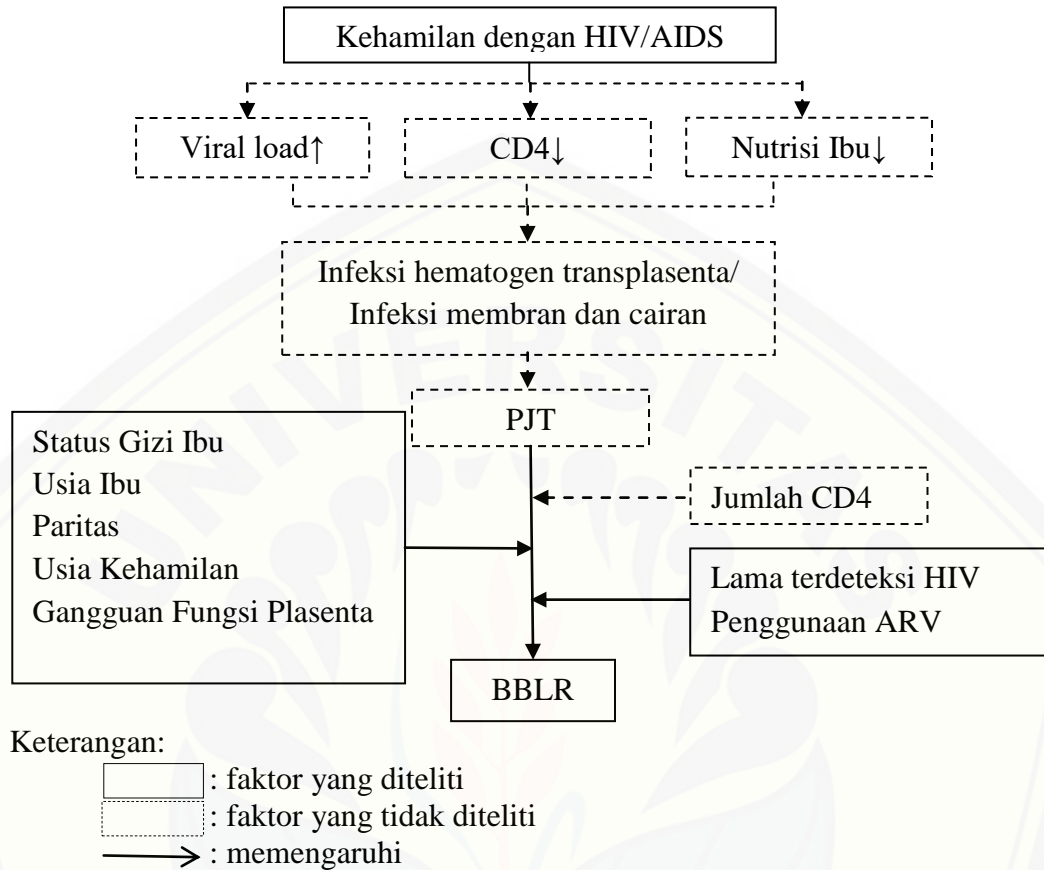 Kehamilan dengan HIV/AIDS
Viral load↑
CD4↓
Nutrisi Ibu↓
Infeksi hematogen transplasenta/
Infeksi membran dan cairan
PJT
Status Gizi Ibu
Usia Ibu
Paritas
Usia Kehamilan
Gangguan Fungsi Plasenta
Jumlah CD4
Lama terdeteksi HIV
Penggunaan ARV
BBLR
Keterangan:
: faktor yang diteliti
: faktor yang tidak diteliti
: memengaruhi
UNIVERSITAS